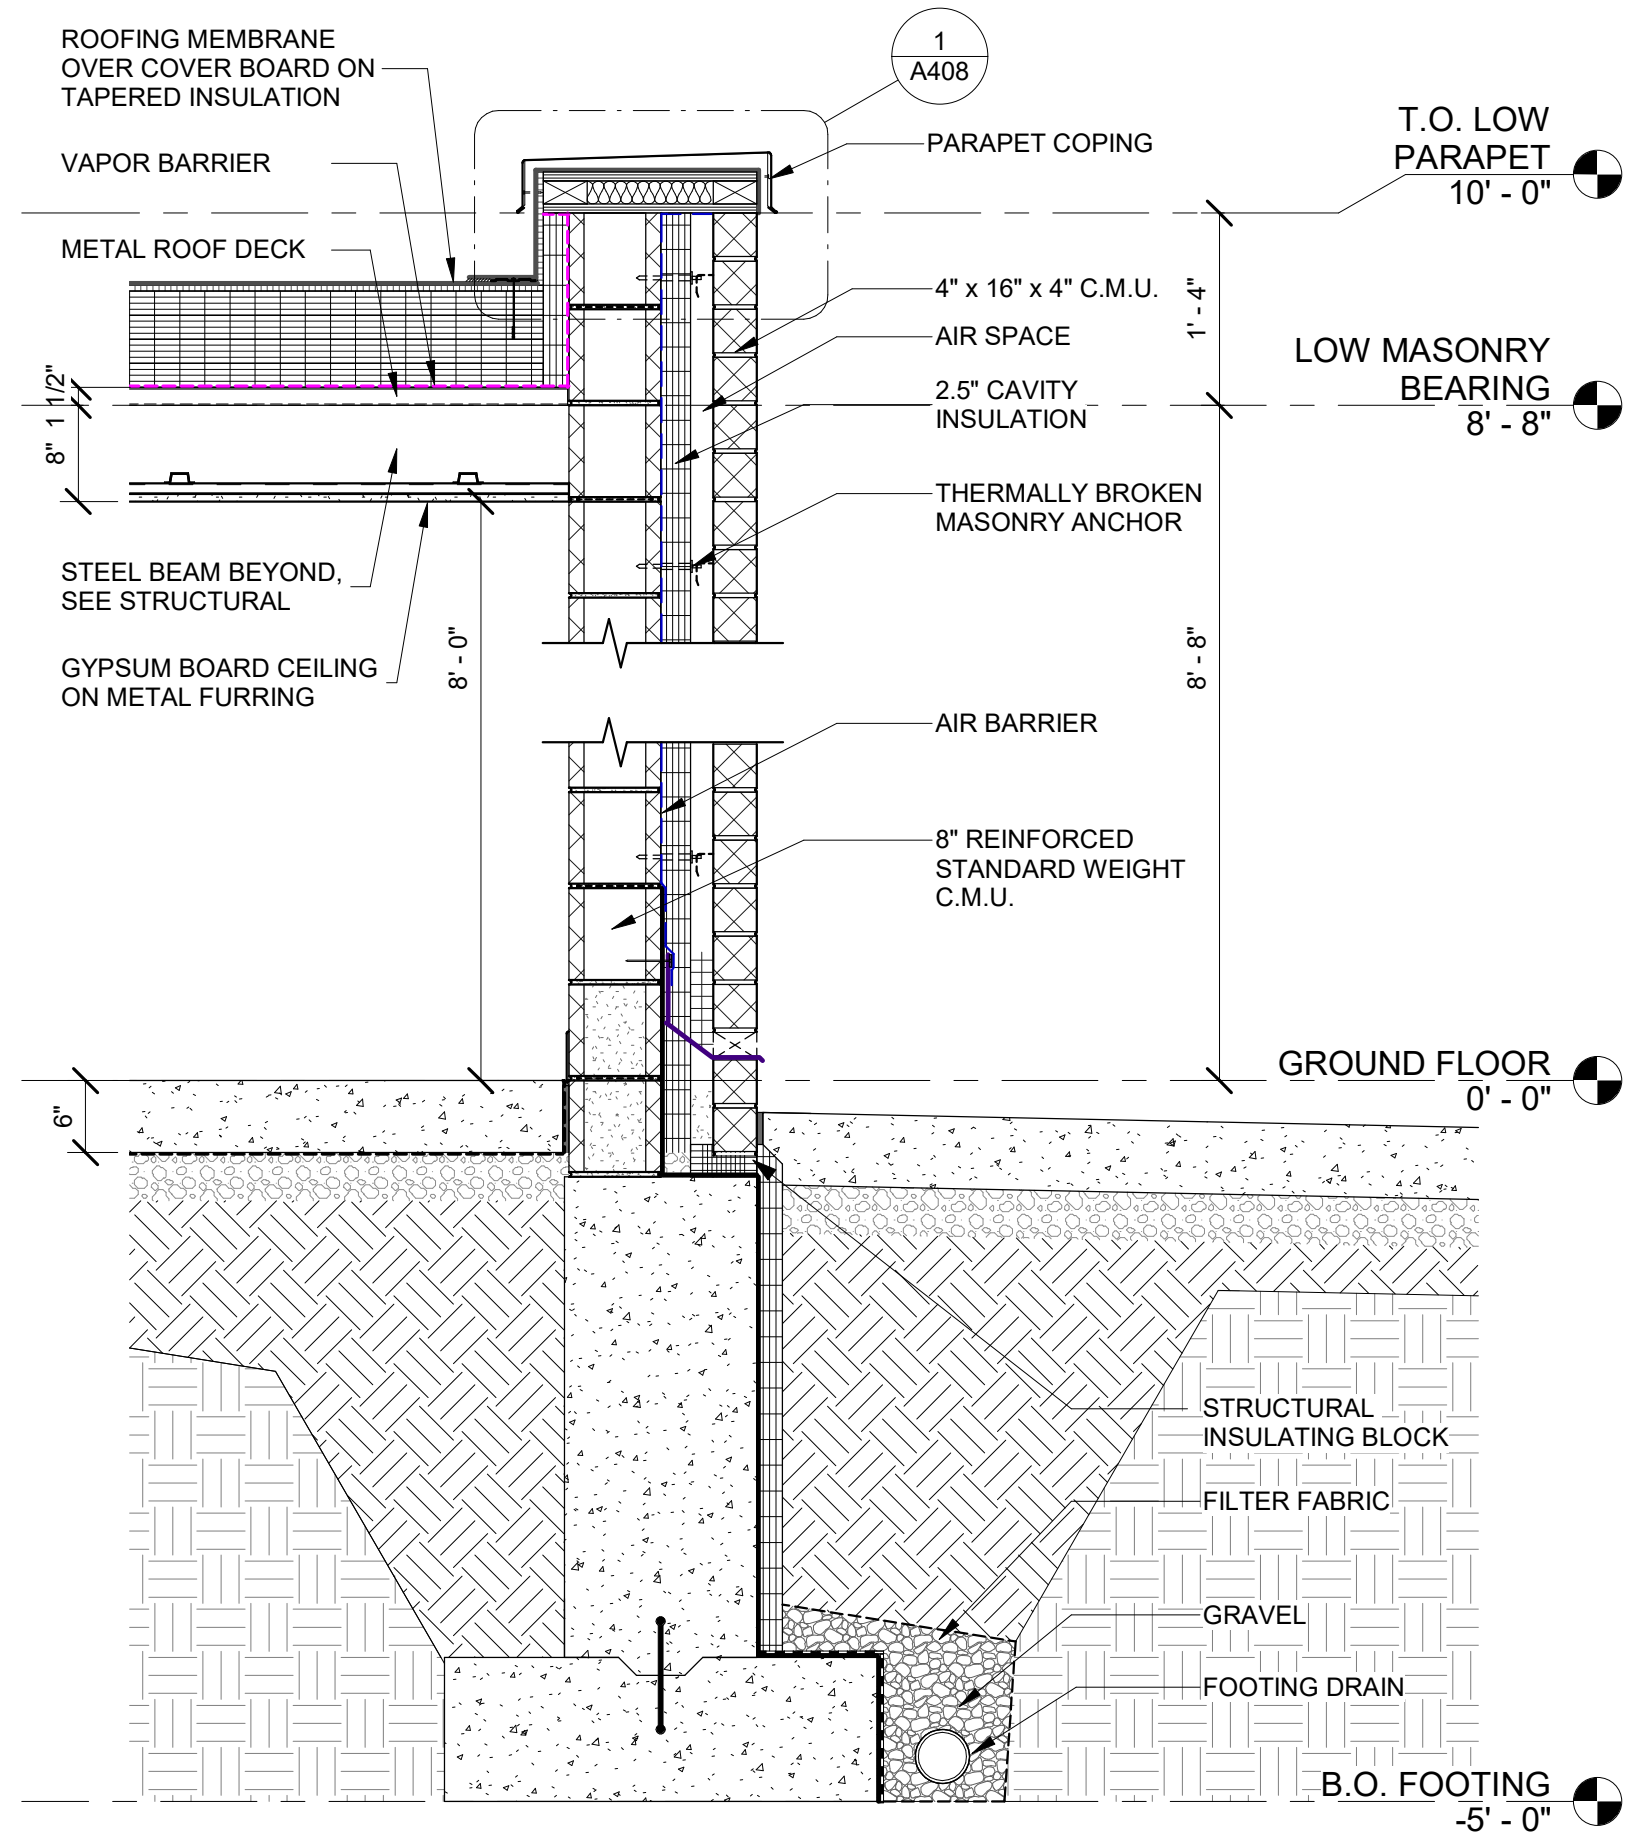 ROOFING MEMBRANE
OVER COVER BOARD ON
TAPERED INSULATION
VAPOR BARRIER
METAL ROOF DECK
1 1/2"
8"
STEEL BEAM BEYOND,
SEE STRUCTURAL
GYPSUM BOARD CEILING
ON METAL FURRING
8' - 0"
6"
1
A408
PARAPET COPING
4" x 16" x 4" C.M.U.
AIR SPACE
2.5" CAVITY
INSULATION
THERMALLY BROKEN
MASONRY ANCHOR
AIR BARRIER
8" REINFORCED
STANDARD WEIGHT
C.M.U.
1' - 4"
8' - 8"
T.O. LOW
PARAPET
10' - 0"
LOW MASONRY
BEARING
8' - 8"
GROUND FLOOR
0' - 0"
STRUCTURAL
INSULATING BLOCK
FILTER FABRIC
GRAVEL
FOOTING DRAIN
B.O. FOOTING
-5' - 0"